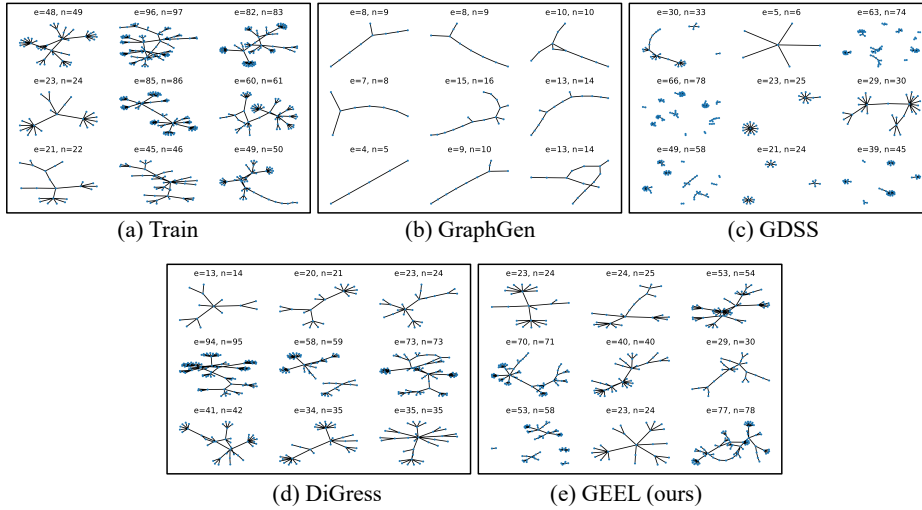 e=48, n=49 e=96, n=97 e=82, n=83
e=23, n=24 e=85, n=86 e=60, n=61
e=21, n=22 e=45, n=46 e=49, n=50
(a) Train
e=8, n=9 e=8, n=9 e=10, n=10
e=7, n=8 e=15, n=16 e=13, n=14
e=4, n=5 e=9, n=10 e=13, n=14
(b) GraphGen
e=30, n=33 e=5, n=6 e=63, n=74
e=66, n=78 e=23, n=25 e=29, n=30
e=49, n=58 e=21, n=24 e=39, n=45
(c) GDSS
e=13, n=14 e=20, n=21 e=23, n=24
e=94, n=95 e=58, n=59 e=73, n=73
e=41, n=42 e=34, n=35 e=35, n=35
(d) DiGress
e=23, n=24 e=24, n=25 e=53, n=54
e=70, n=71 e=40, n=40 e=29, n=30
e=53, n=58 e=23, n=24 e=77, n=78
(e) GEEL (ours)